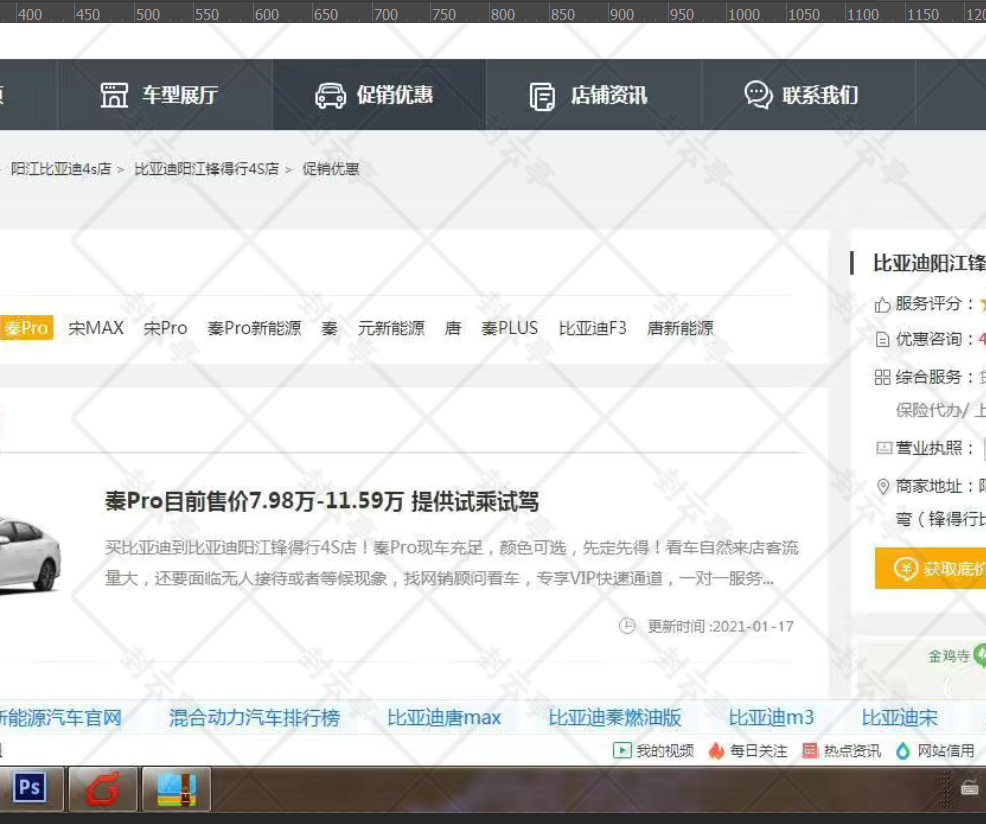 400 450 500 550 600 650 700 750 800 850 900 950 1000 1050 1100 1150
车型展厅 促销优惠 店铺资讯 联系我们
阳江比亚迪4s店 > 比亚迪阳江锋得行4S店 > 促销优惠
秦Pro 宋MAX 宋Pro 秦Pro新能源 秦 元新能源 唐 秦PLUS 比亚迪F3 唐新能源
秦Pro目前售价7.98万-11.59万 提供试乘试驾
买比亚迪到比亚迪阳江锋得行4S店！秦Pro现车充足，颜色可选，先定先得！看车自然来店客流
量大，还要面临无人接待或者等候现象，找网销顾问看车，专享VIP快速通道，一对一服务...
更新时间 :2021-01-17
比亚迪阳江锋
服务评分：
优惠咨询：4
综合服务：
保险代办/ 上
营业执照：
商家地址：阳
弯（锋得行比
获取底价
金鸡寺
新能源汽车官网 混合动力汽车排行榜 比亚迪唐max 比亚迪秦燃油版 比亚迪m3 比亚迪宋
我的视频 每日关注 热点资讯 网站信用
Ps
封云亭